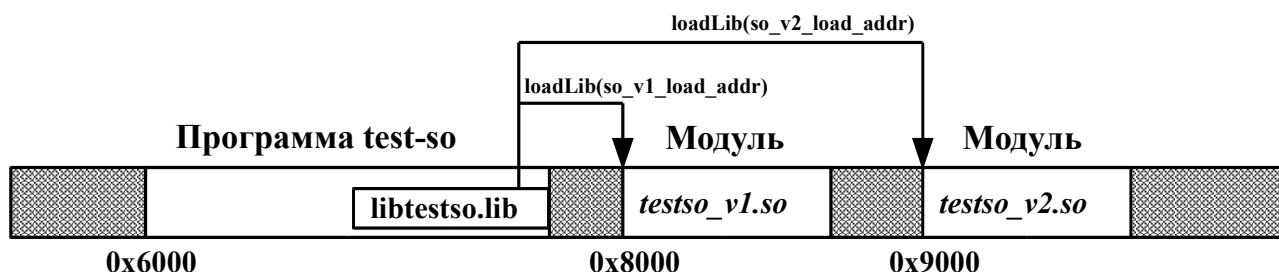 loadLib(so_v2_load_addr)
loadLib(so_v1_load_addr)
Программа test-so Модуль Модуль
libtestso.lib testso_v1.so testso_v2.so
0x6000 0x8000 0x9000